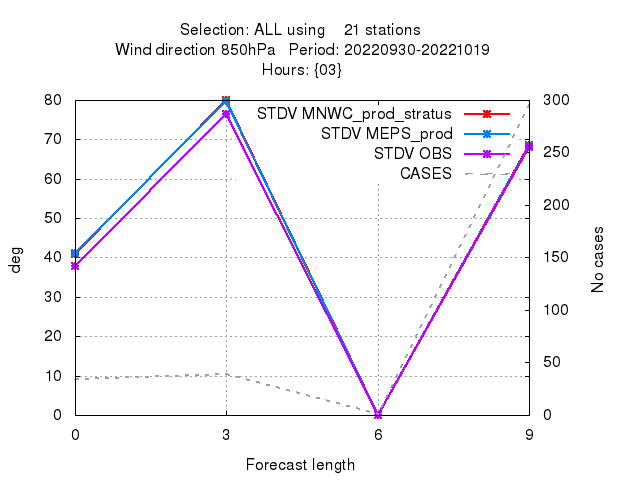 Selection: ALL using 21 stations
Wind direction 850hPa Period: 20220930-20221019
Hours: {03}
80 300
STDV MNWC_prod_stratus
70
STDV MEPS_prod
250
STDV OBS
60
CASES
50 200
deg
No cases
40 150
30
100
20
50
10
0 0
0 3 6 9
Forecast length